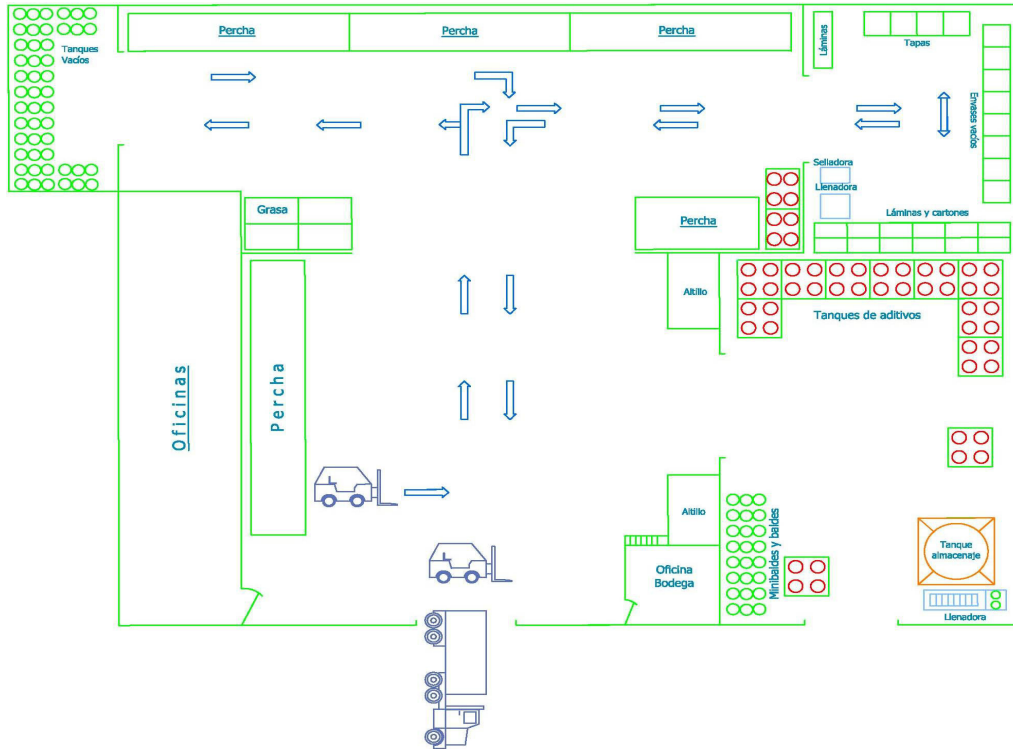 Percha
Percha
Percha
Láminas
Tapas
Tanques
Vacíos
Envases vacíos
Selladora
Llenadora
Grasa
Percha
Láminas y cartones
Altillo
Tanques de aditivos
Oficinas
Percha
Altillo
Minibaldes y baldes
Oficina
Bodega
Tanque
almacenaje
Llenadora